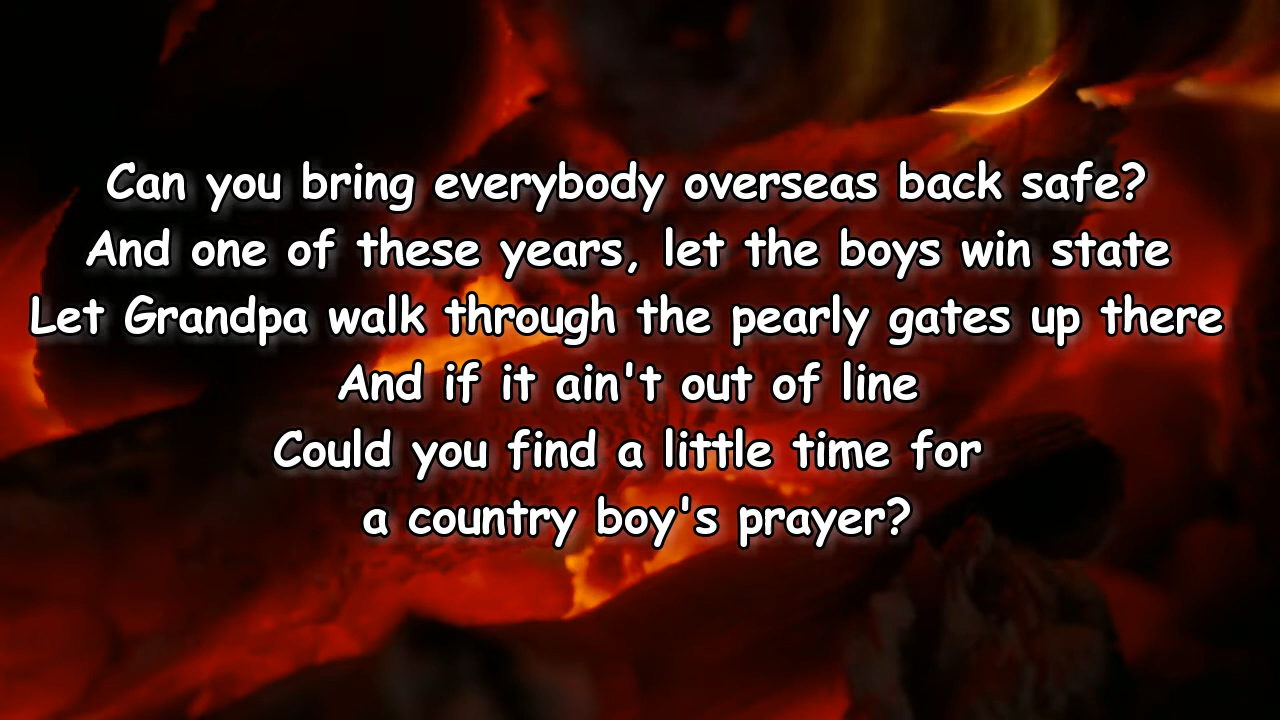 Can you bring everybody overseas back safe?
And one of these years, let the boys win state
Let Grandpa walk through the pearly gates up there
And if it ain't out of line
Could you find a little time for
a country boy's prayer?